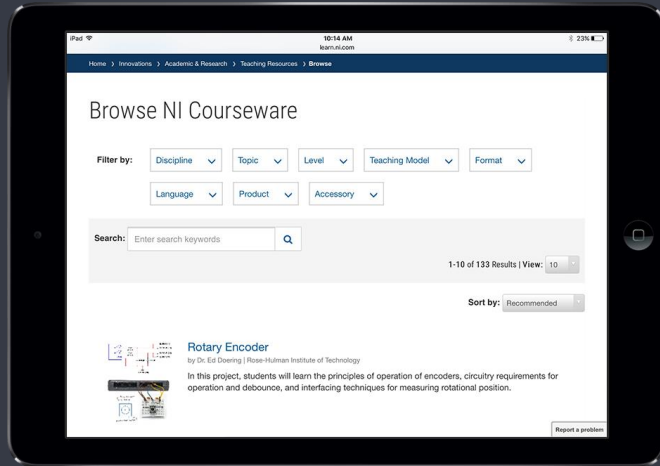 iPad 10:14 AM 23%
learn.ni.com
Home > Innovations > Academic & Research > Teaching Resources > Browse
Browse NI Courseware
Filter by: Discipline Topic Level Teaching Model Format
Language Product Accessory
Search: Enter search keywords
1-10 of 133 Results | View: 10
Sort by: Recommended
Rotary Encoder
by Dr. Ed Doering | Rose-Hulman Institute of Technology
In this project, students will learn the principles of operation of encoders, circuitry requirements for
operation and debounce, and interfacing techniques for measuring rotational position.
Report a problem